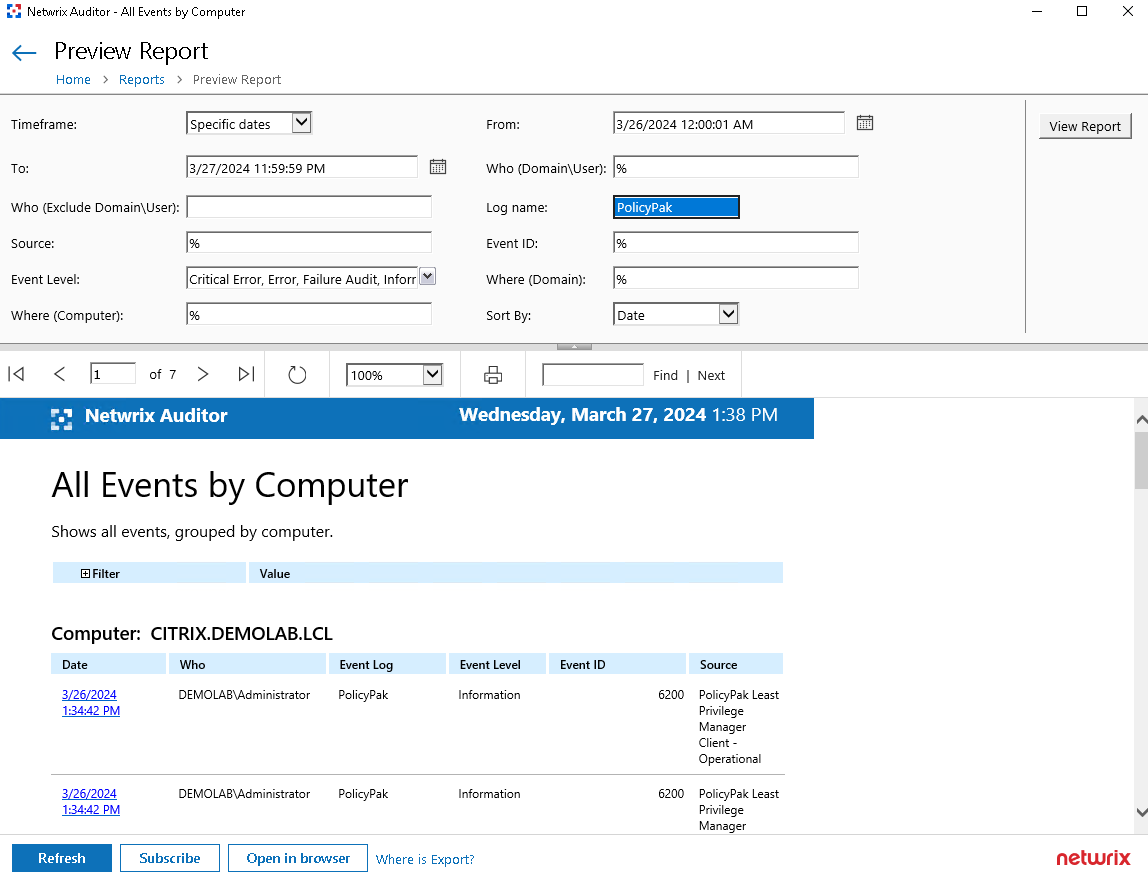 Netwrix Auditor - All Events by Computer
Preview Report
Home > Reports > Preview Report
Timeframe: Specific dates From: 3/26/2024 12:00:01 AM View Report
To: 3/27/2024 11:59:59 PM Who (Domain\User): %
Who (Exclude Domain\User): Log name: PolicyPak
Source: % Event ID: %
Event Level: Critical Error, Error, Failure Audit, Inforr Where (Domain): %
Where (Computer): % Sort By: Date
1 of 7 100% Find | Next
Netwrix Auditor Wednesday, March 27, 2024 1:38 PM
All Events by Computer
Shows all events, grouped by computer.
Filter Value
Computer: CITRIX.DEMOLAB.LCL
Date Who Event Log Event Level Event ID Source
3/26/2024 DEMOLAB\Administrator PolicyPak Information 6200 PolicyPak Least
1:34:42 PM Privilege
Manager
Client -
Operational
3/26/2024 DEMOLAB\Administrator PolicyPak Information 6200 PolicyPak Least
1:34:42 PM Privilege
Manager
Refresh Subscribe Open in browser Where is Export? netwrix